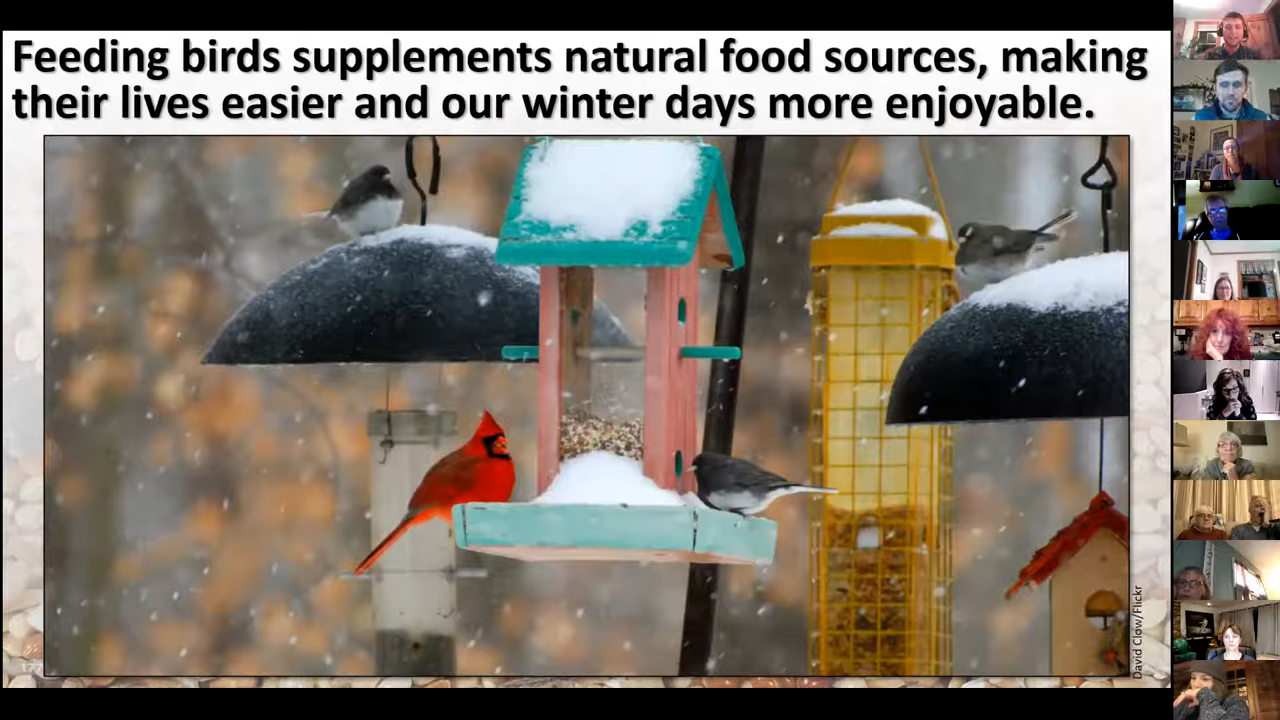 Feeding birds supplements natural food sources, making
their lives easier and our winter days more enjoyable.
David Clow/Flickr
177